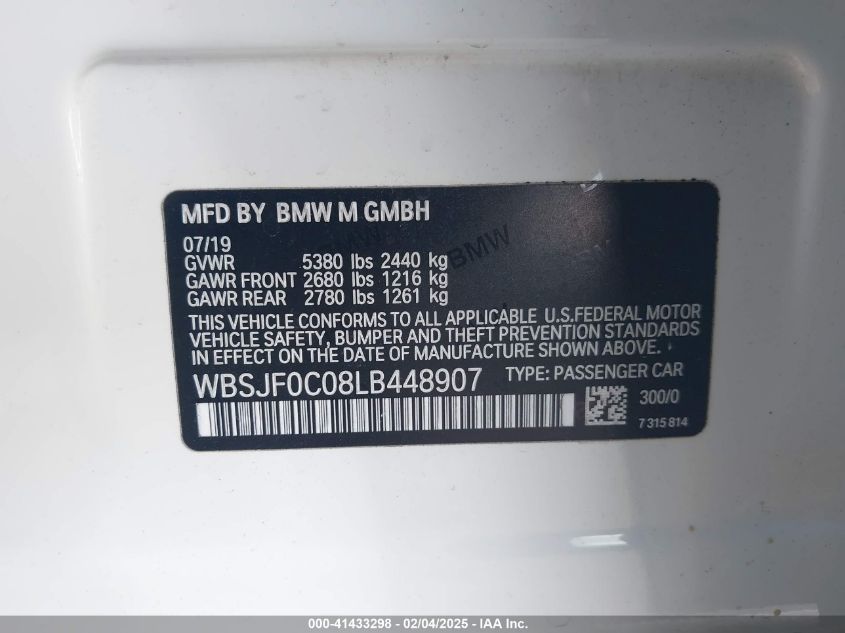 MFD BY BMW M GMBH
07/19
GVWR 5380 lbs 2440 kg
GAWR FRONT 2680 lbs 1216 kg
GAWR REAR 2780 lbs 1261 kg
BMW
THIS VEHICLE CONFORMS TO ALL APPLICABLE U.S.FEDERAL MOTOR
VEHICLE SAFETY, BUMPER AND THEFT PREVENTION STANDARDS
IN EFFECT ON THE DATE OF MANUFACTURE SHOWN ABOVE.
WBSJF0C08LB448907 TYPE: PASSENGER CAR
300/0
7 315 814
000-41433298 - 02/04/2025 - IAA Inc.